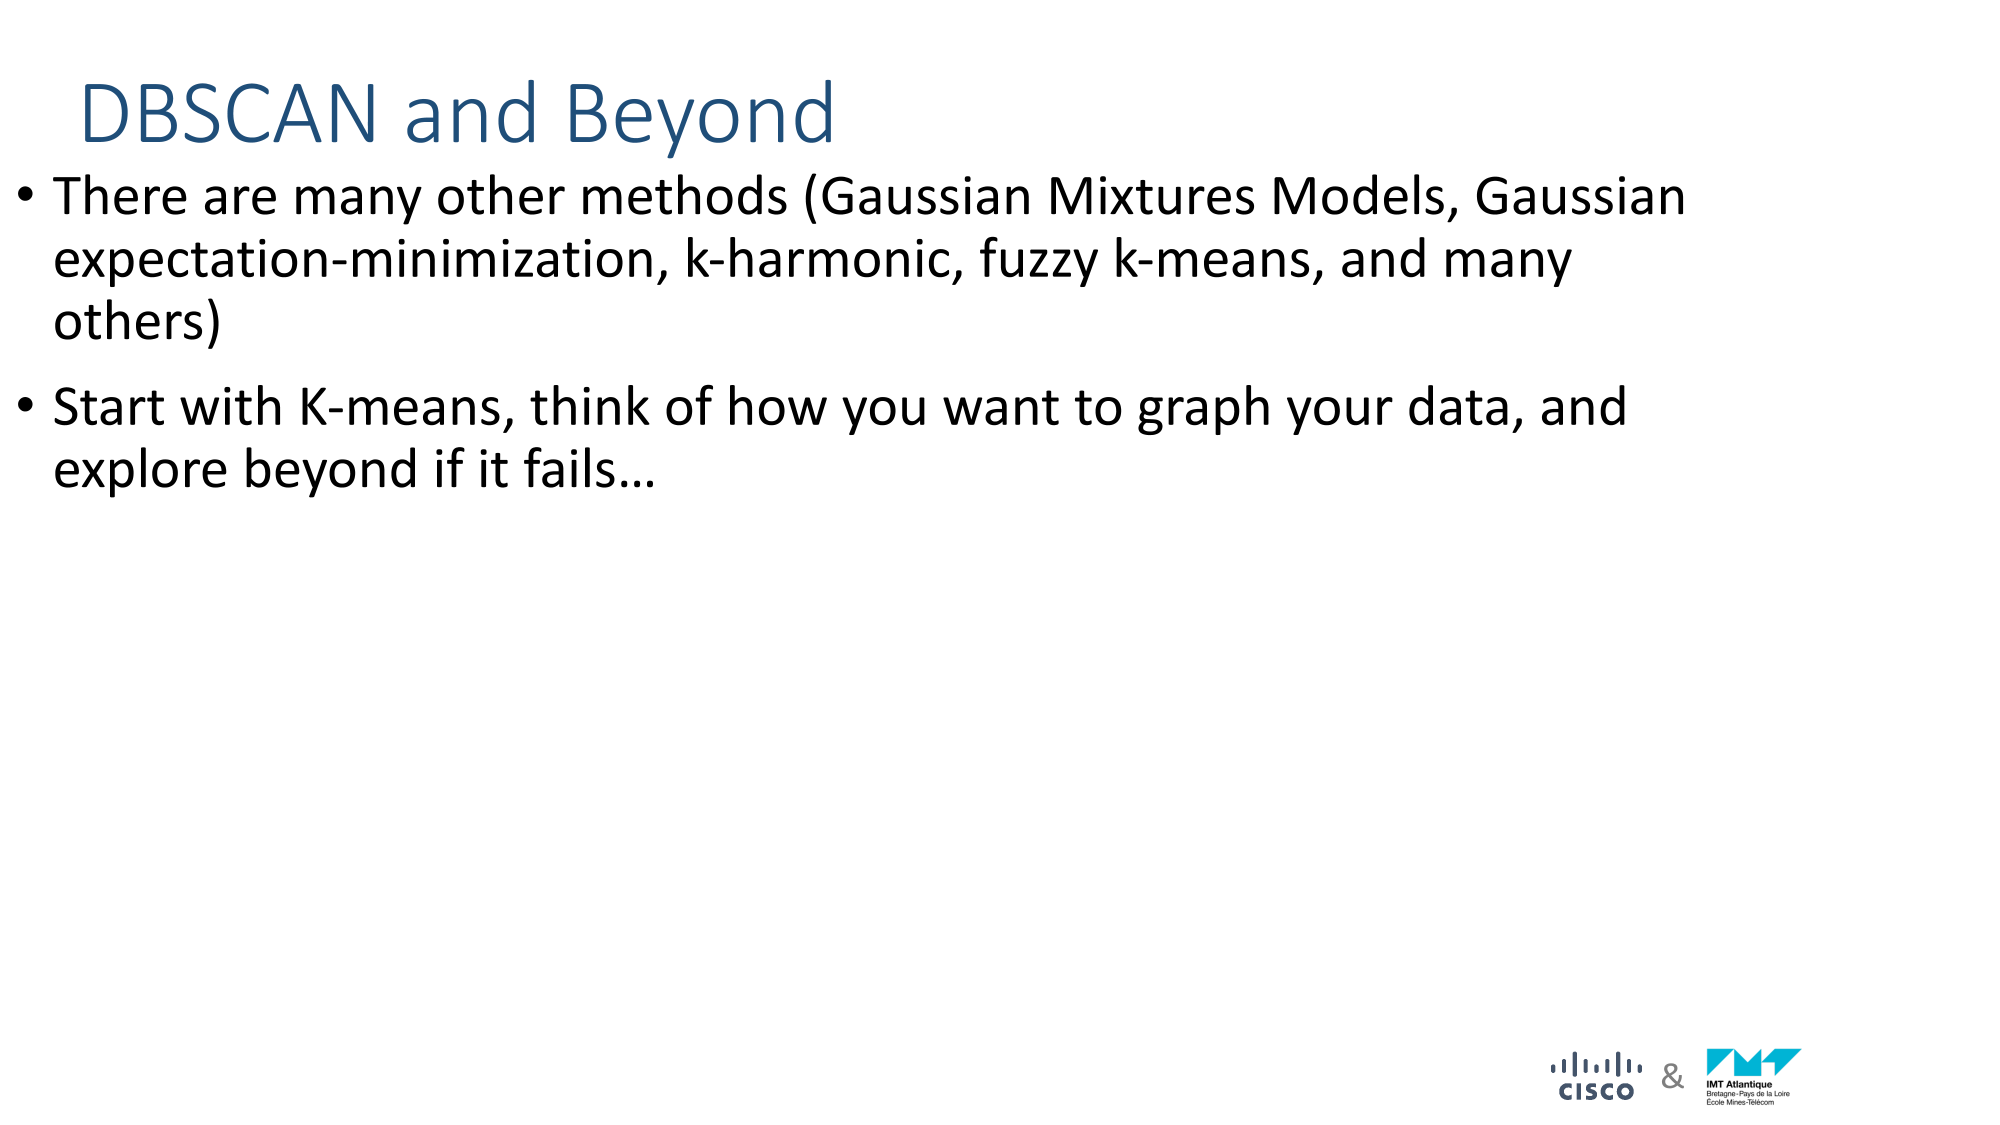 DBSCAN and Beyond
• There are many other methods (Gaussian Mixtures Models, Gaussian
expectation-minimization, k-harmonic, fuzzy k-means, and many
others)
• Start with K-means, think of how you want to graph your data, and
explore beyond if it fails…
CISCO & IMT Atlantique
Bretagne-Pays de la Loire
École Mines-Télécom